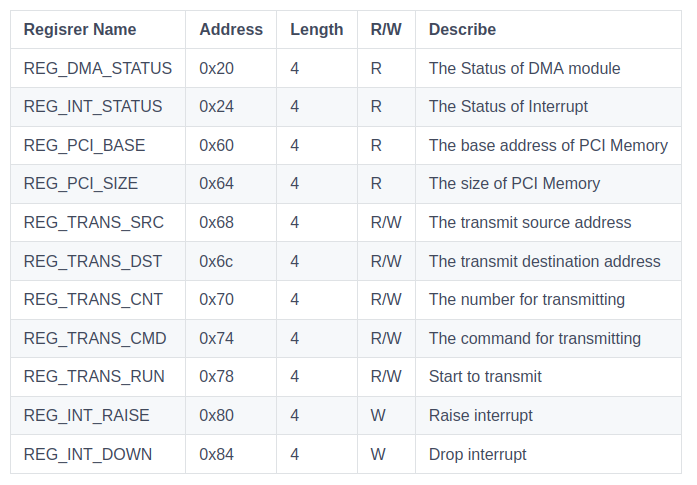 Regisrer Name Address Length R/W Describe
REG_DMA_STATUS 0x20 4 R The Status of DMA module
REG_INT_STATUS 0x24 4 R The Status of Interrupt
REG_PCI_BASE 0x60 4 R The base address of PCI Memory
REG_PCI_SIZE 0x64 4 R The size of PCI Memory
REG_TRANS_SRC 0x68 4 R/W The transmit source address
REG_TRANS_DST 0x6c 4 R/W The transmit destination address
REG_TRANS_CNT 0x70 4 R/W The number for transmitting
REG_TRANS_CMD 0x74 4 R/W The command for transmitting
REG_TRANS_RUN 0x78 4 R/W Start to transmit
REG_INT_RAISE 0x80 4 W Raise interrupt
REG_INT_DOWN 0x84 4 W Drop interrupt